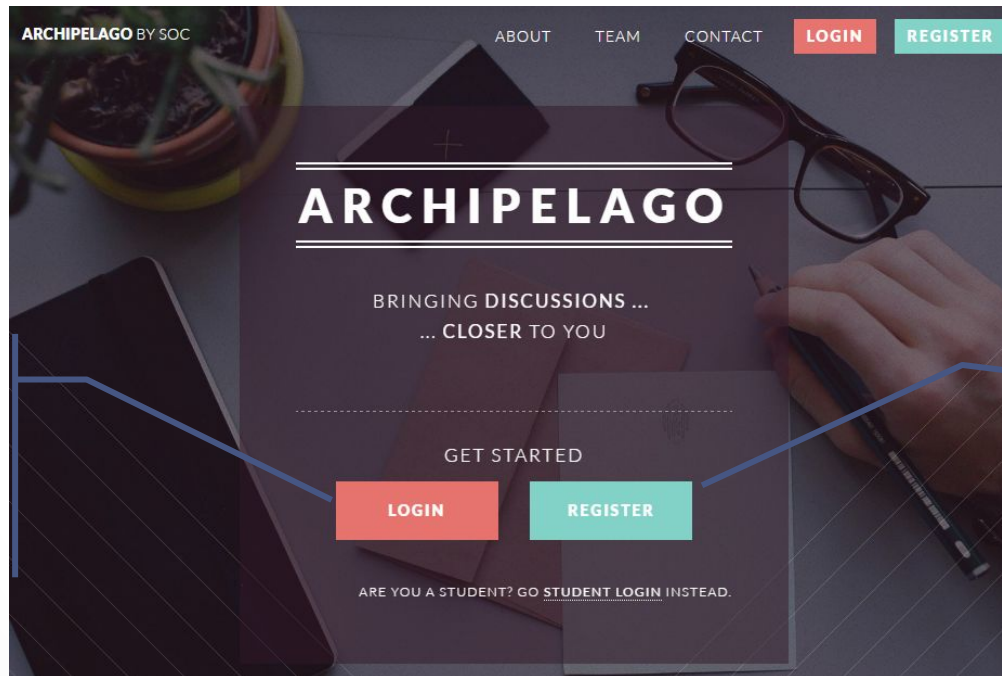 ARCHIPELAGO BY SOC
ABOUT TEAM CONTACT LOGIN REGISTER
ARCHIPELAGO
BRINGING DISCUSSIONS ...
... CLOSER TO YOU
GET STARTED
LOGIN REGISTER
ARE YOU A STUDENT? GO STUDENT LOGIN INSTEAD.